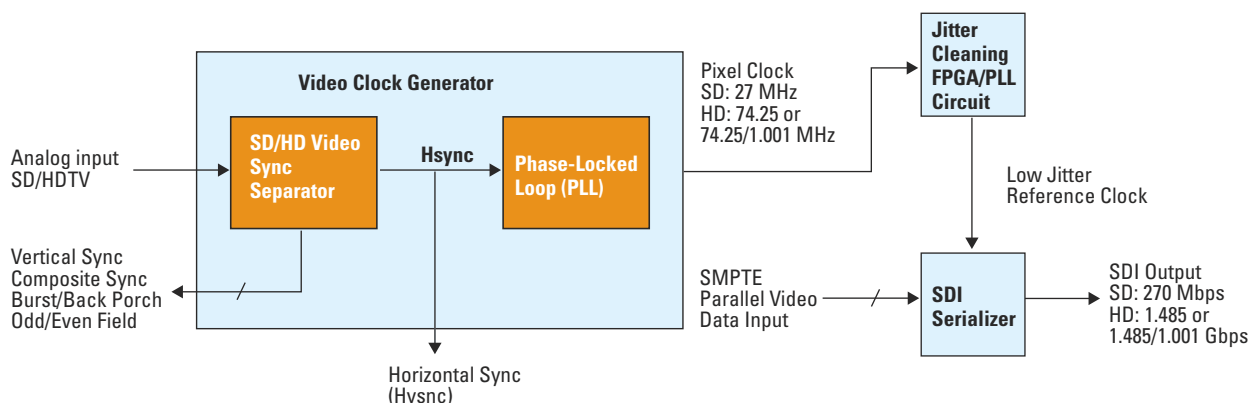 Video Clock Generator
Analog input
SD/HDTV
SD/HD Video
Sync
Separator
Hsync
Phase-Locked
Loop (PLL)
Pixel Clock
SD: 27 MHz
HD: 74.25 or
74.25/1.001 MHz
Jitter
Cleaning
FPGA/PLL
Circuit
Low Jitter
Reference Clock
Vertical Sync
Composite Sync
Burst/Back Porch
Odd/Even Field
Horizontal Sync
(Hvsnc)
SMPTE
Parallel Video
Data Input
SDI
Serializer
SDI Output
SD: 270 Mbps
HD: 1.485 or
1.485/1.001 Gbps